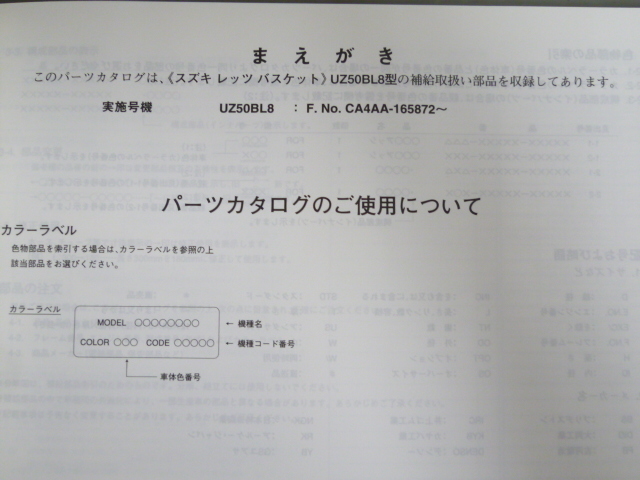 まえがき
このパーツカタログは、《スズキ レッツ バスケット》UZ50BL8型の補給取扱い部品を収録してあります。
実施号機 UZ50BL8 : F. No. CA4AA-165872～
パーツカタログのご使用について
カラーラベル
色物部品を索引する場合は、カラーラベルを参照の上
該当部品をお選びください。
カラーラベル
MODEL ○○○○○○○○ ←機種名
COLOR ○○○ CODE ○○○○○ ←機種コード番号
車体色番号